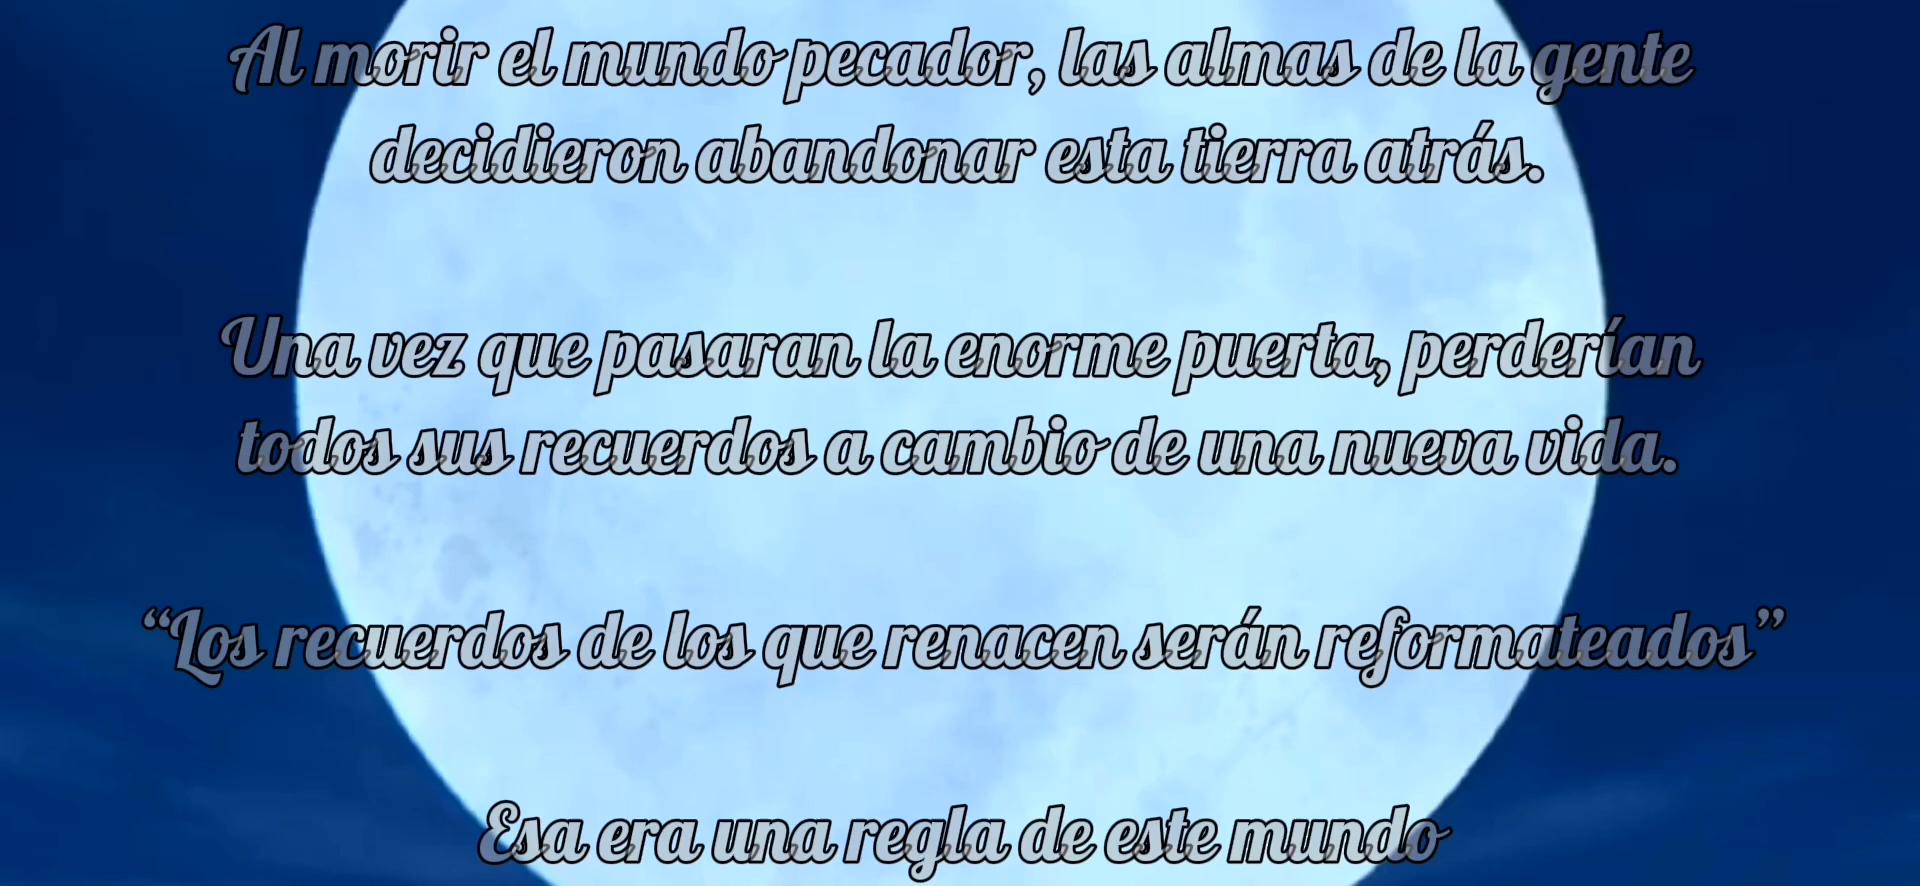 Al morir el mundo pecador, las almas de la gente
decidieron abandonar esta tierra atrás.
Una vez que pasaran la enorme puerta, perderían
todos sus recuerdos a cambio de una nueva vida.
“Los recuerdos de los que renacen serán reformateados”
Esa era una regla de este mundo